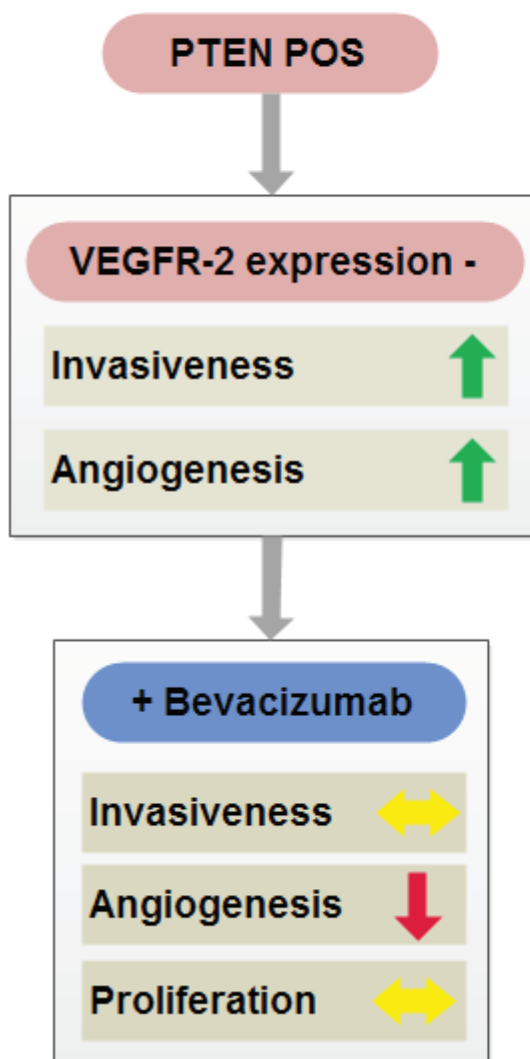 PTEN POS
VEGFR-2 expression -
Invasiveness
Angiogenesis
+ Bevacizumab
Invasiveness
Angiogenesis
Proliferation